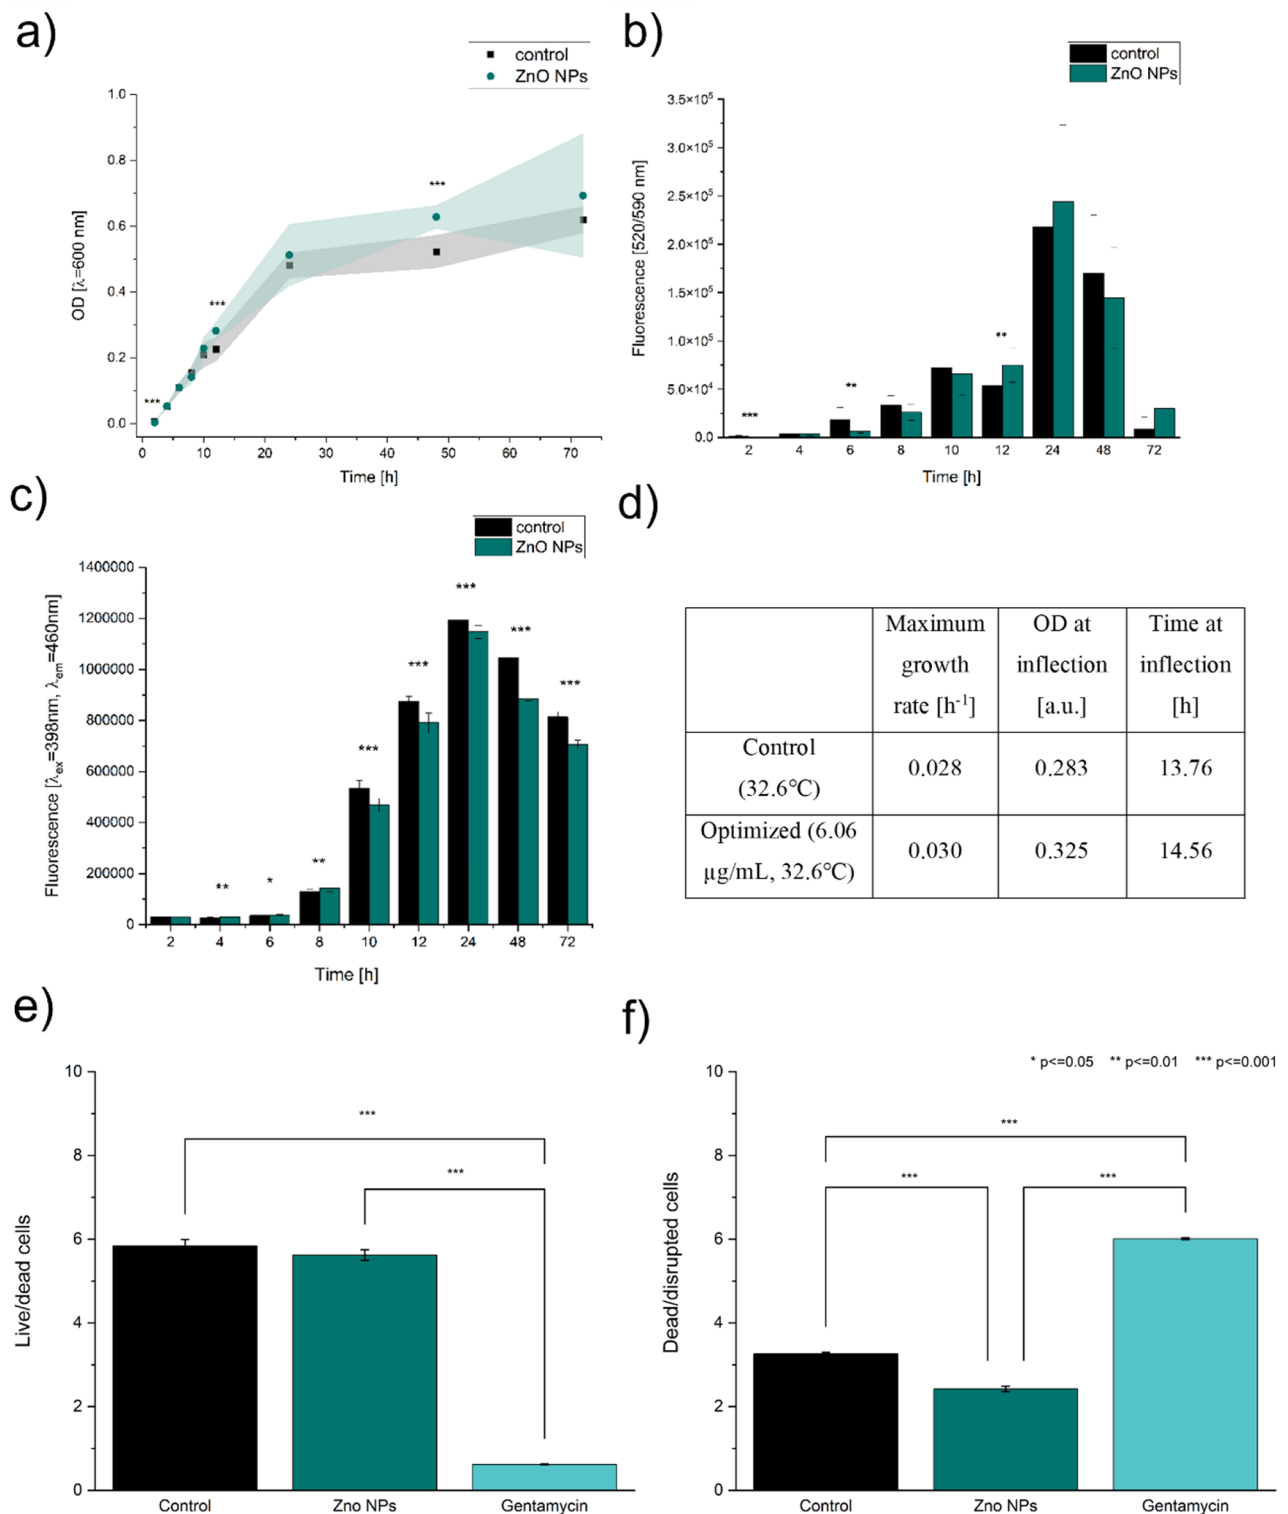 a)
control
ZnO NPs
1.0
0.8
0.6
0.4
0.2
0.0
OD [λ=600 nm]
***
***
***
0 10 20 30 40 50 60 70
Time [h]
b)
control
ZnO NPs
3.5×10⁵
3.0×10⁵
2.5×10⁵
2.0×10⁵
1.5×10⁵
1.0×10⁵
5.0×10⁴
0.0
Fluorescence [520/590 nm]
***
**
**
2 4 6 8 10 12 24 48 72
Time [h]
c)
control
ZnO NPs
1400000
1200000
1000000
800000
600000
400000
200000
0
Fluorescence [λex=398nm, λem=460nm]
**
*
**
***
***
***
***
***
2 4 6 8 10 12 24 48 72
Time [h]
d)
Maximum growth rate [h⁻¹]
OD at inflection [a.u.]
Time at inflection [h]
Control (32.6°C)
0.028
0.283
13.76
Optimized (6.06 µg/mL, 32.6°C)
0.030
0.325
14.56
e)
10
8
6
4
2
0
Live/dead cells
***
***
Control Zno NPs Gentamycin
f)
* p<=0.05 ** p<=0.01 *** p<=0.001
10
8
6
4
2
0
Dead/disrupted cells
***
***
***
Control Zno NPs Gentamycin